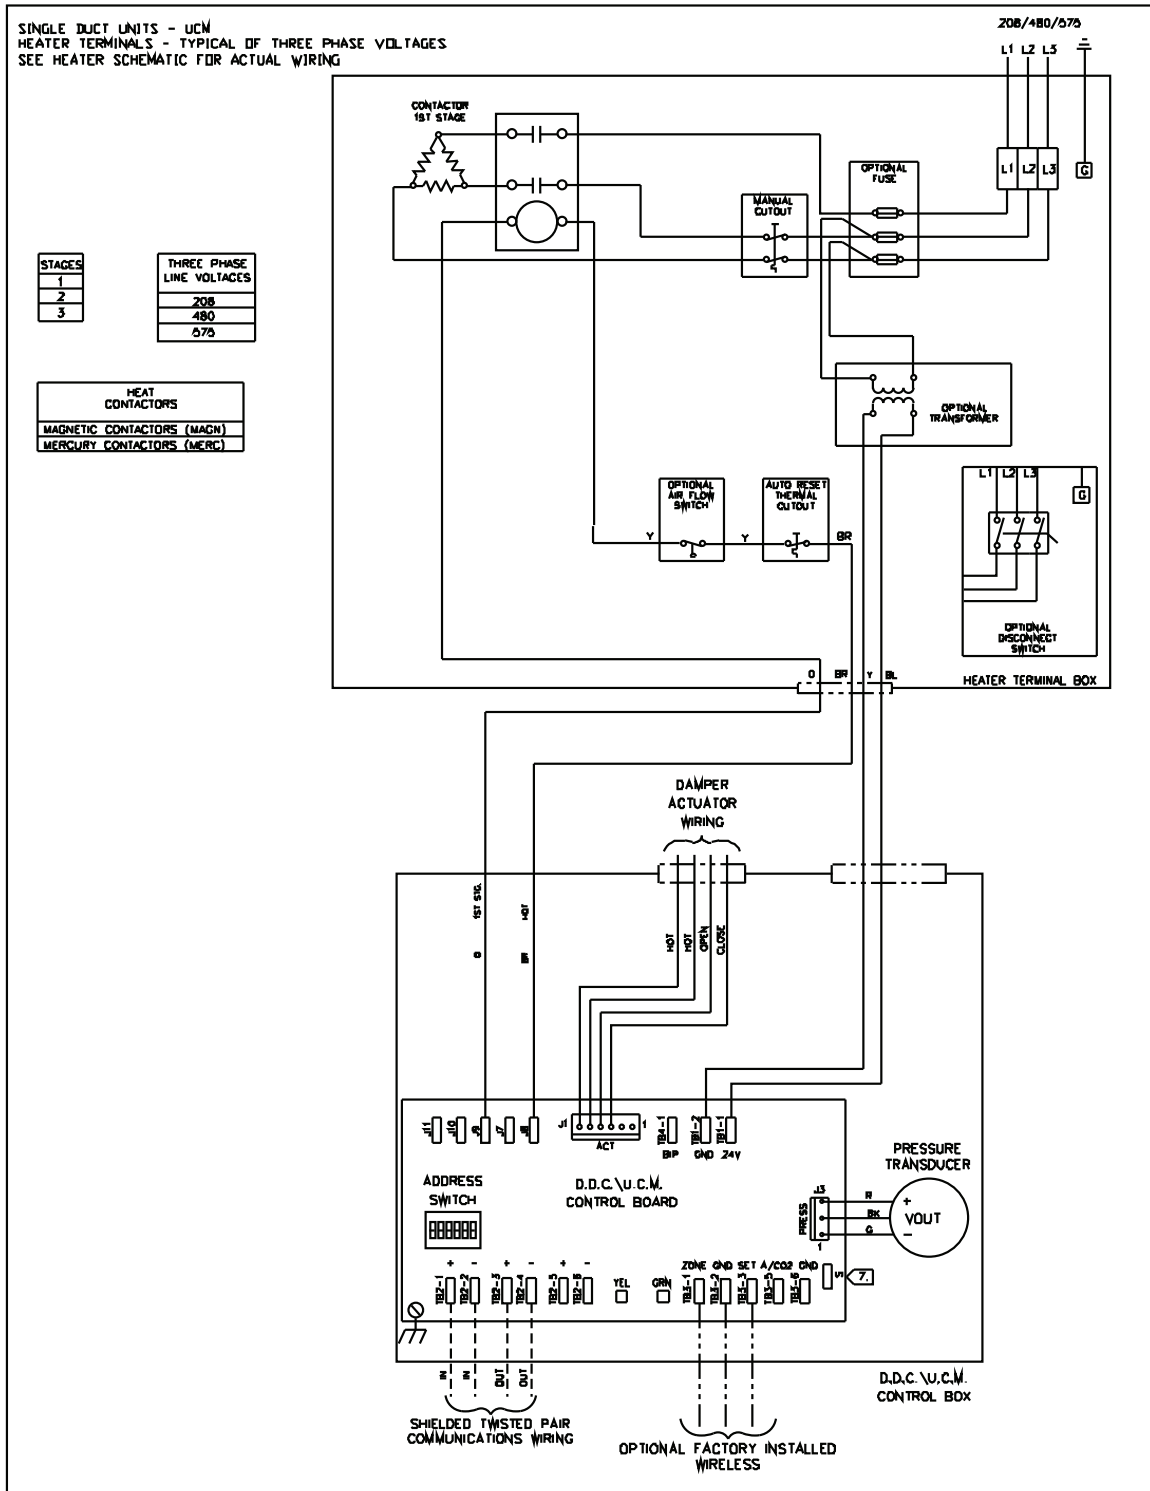 SINGLE DUCT UNITS - UCM
HEATER TERMINALS - TYPICAL OF THREE PHASE VOLTAGES
SEE HEATER SCHEMATIC FOR ACTUAL WIRING
208/480/575
L1 L2 L3
CONTACTOR
1ST STAGE
L1 L2 L3
G
OPTIONAL
FUSE
MANUAL
CUTOUT
STAGES
1
2
3
THREE PHASE
LINE VOLTAGES
208
480
575
HEAT
CONTACTORS
MAGNETIC CONTACTORS (MAGN)
MERCURY CONTACTORS (MERC)
OPTIONAL
TRANSFORMER
OPTIONAL
AIR FLOW
SWITCH
AUTO RESET
THERMAL
CUTOUT
Y
Y
BR
L1 L2 L3
G
OPTIONAL
DISCONNECT
SWITCH
O BR Y BL
HEATER TERMINAL BOX
DAMPER
ACTUATOR
WIRING
1ST SIG.
O
HOT
BR
HOT
HOT
OPEN
CLOSE
J11
J10
J9
J7
J8
J1
1
ACT
TB4-1
BIP
TB1-2
GND
TB1-1
24V
ADDRESS
SWITCH
D.D.C.\U.C.M.
CONTROL BOARD
PRESSURE
TRANSDUCER
J3
PRESS
1
R
BK
G
+
VOUT
-
+ - + - + -
TB2-1
TB2-2
TB2-3
TB2-4
TB2-5
TB2-6
YEL
GRN
ZONE GND SET A/CO2 GND
TB3-1
TB3-2
TB3-3
TB3-5
TB3-6
S1
7.
IN
IN
OUT
OUT
D.D.C.\U.C.M.
CONTROL BOX
SHIELDED TWISTED PAIR
COMMUNICATIONS WIRING
OPTIONAL FACTORY INSTALLED
WIRELESS